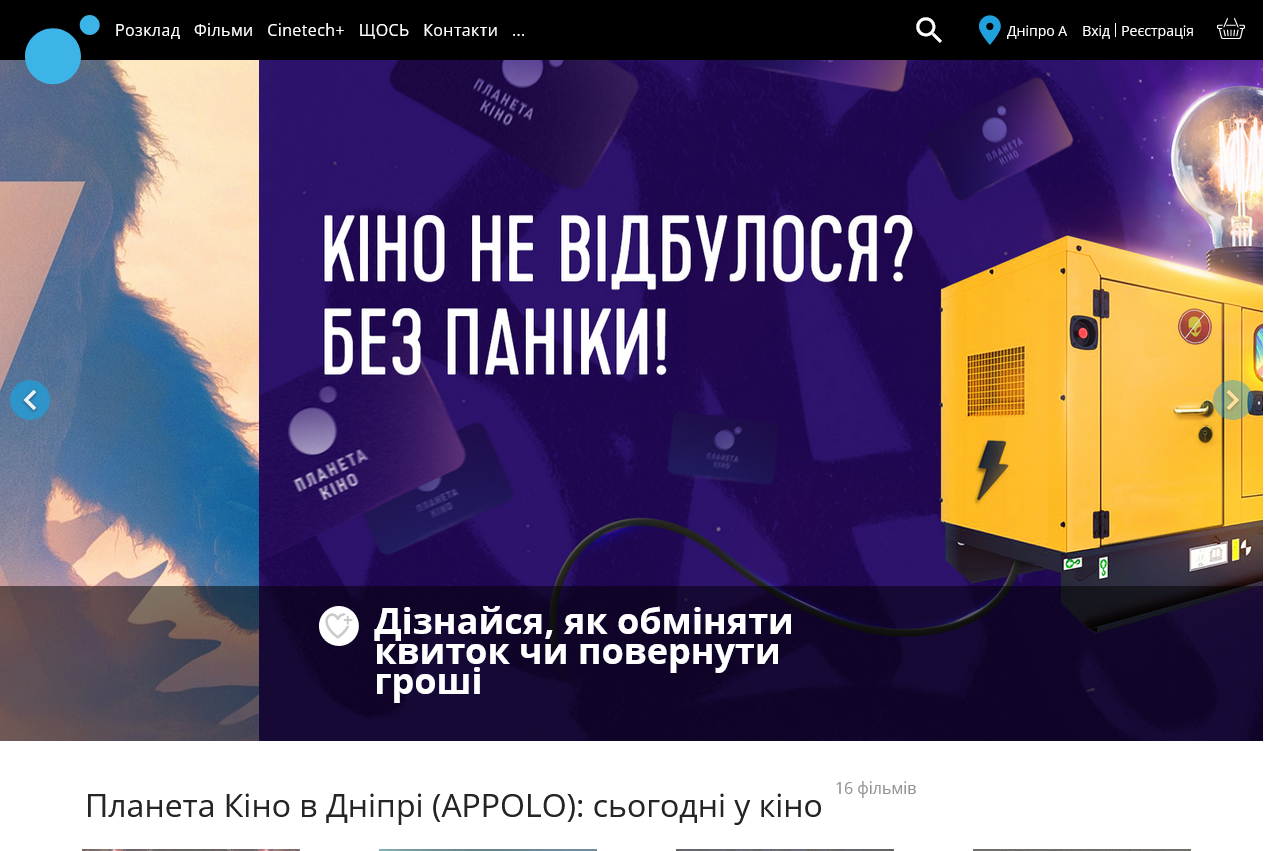 Розклад Фільми Cinetech+ ЩОСЬ Контакти ...
Дніпро А Вхід Реєстрація
ПЛАНЕТА
КІНО
ПЛАНЕТА
КІНО
КІНО НЕ ВІДБУЛОСЯ?
БЕЗ ПАНІКИ!
ПЛАНЕТА
КІНО
ПЛАНЕТА
КІНО
ПЛАНЕТА
КІНО
Дізнайся, як обміняти
квиток чи повернути
гроші
Планета Кіно в Дніпрі (APPOLO): сьогодні у кіно
16 фільмів